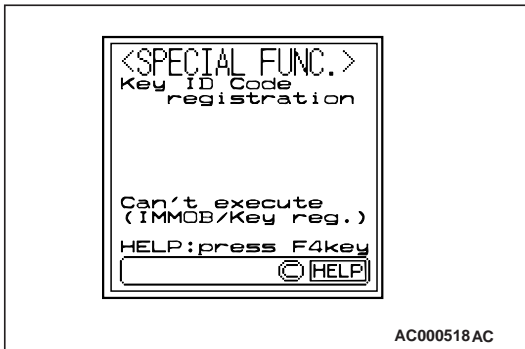 <SPECIAL FUNC.>
Key ID Code
registration
Can't execute
(IMMOB/Key reg.)
HELP:press F4key
Ⓒ HELP
AC000518AC